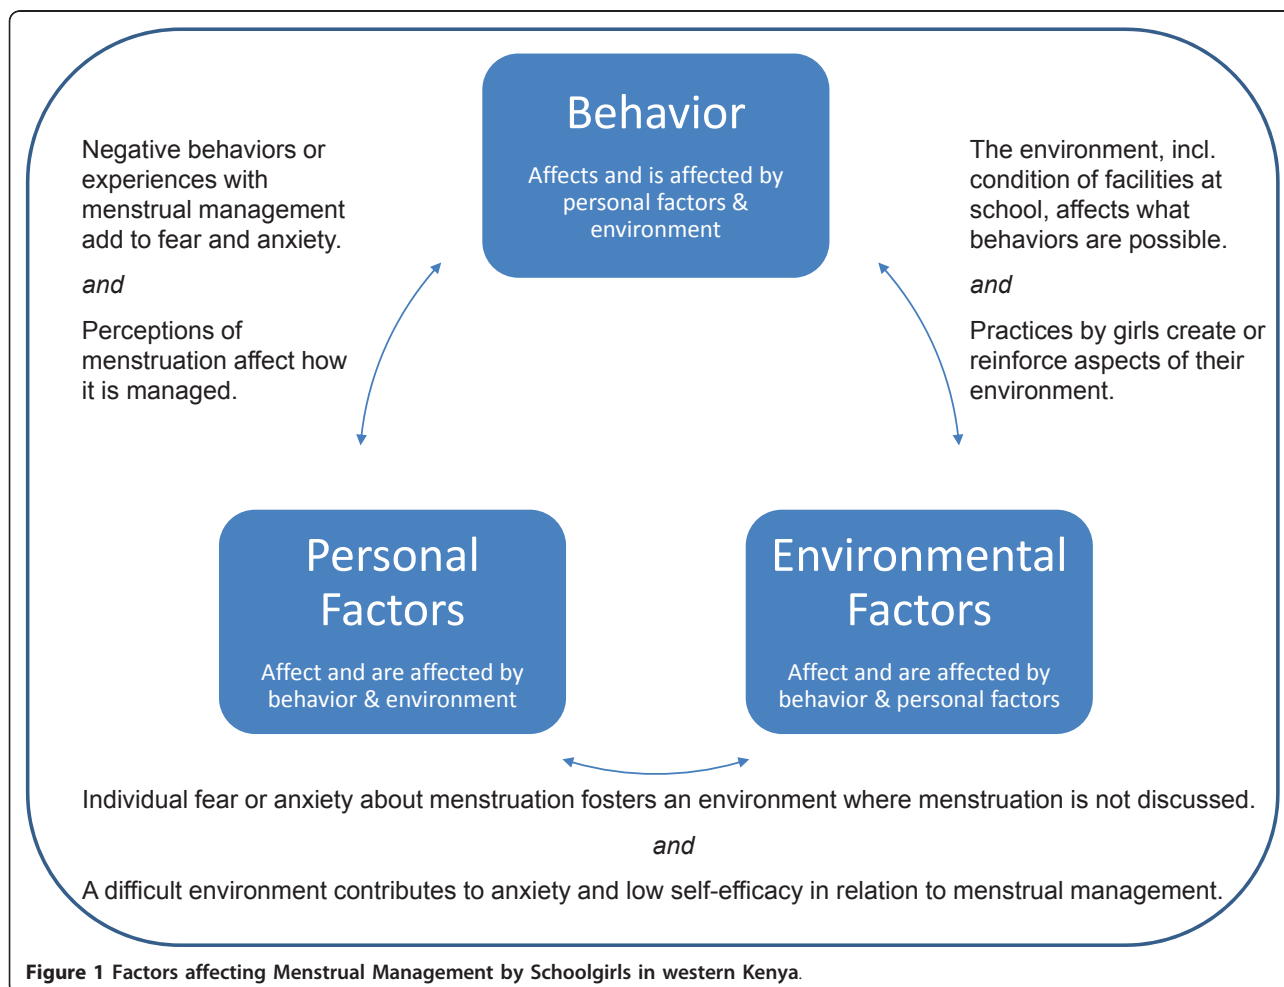 Behavior
Affects and is affected by
personal factors &
environment
Negative behaviors or
experiences with
menstrual management
add to fear and anxiety.
and
Perceptions of
menstruation affect how
it is managed.
The environment, incl.
condition of facilities at
school, affects what
behaviors are possible.
and
Practices by girls create or
reinforce aspects of their
environment.
Personal
Factors
Affect and are affected by
behavior & environment
Environmental
Factors
Affect and are affected by
behavior & personal factors
Individual fear or anxiety about menstruation fosters an environment where menstruation is not discussed.
and
A difficult environment contributes to anxiety and low self-efficacy in relation to menstrual management.
Figure 1 Factors affecting Menstrual Management by Schoolgirls in western Kenya.